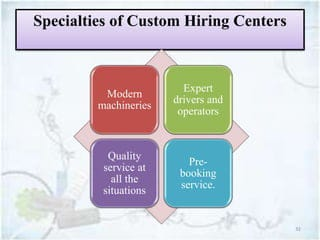 Specialties of Custom Hiring Centers
Modern
machineries
Expert
drivers and
operators
Quality
service at
all the
situations
Pre-
booking
service.